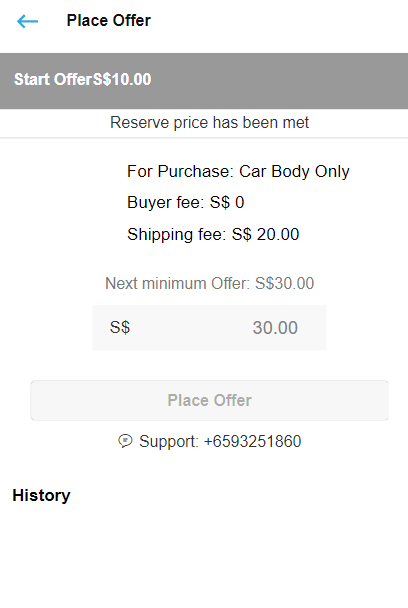 Place Offer
Start OfferS$10.00
Reserve price has been met
For Purchase: Car Body Only
Buyer fee: S$ 0
Shipping fee: S$ 20.00
Next minimum Offer: S$30.00
S$ 30.00
Place Offer
Support: +6593251860
History